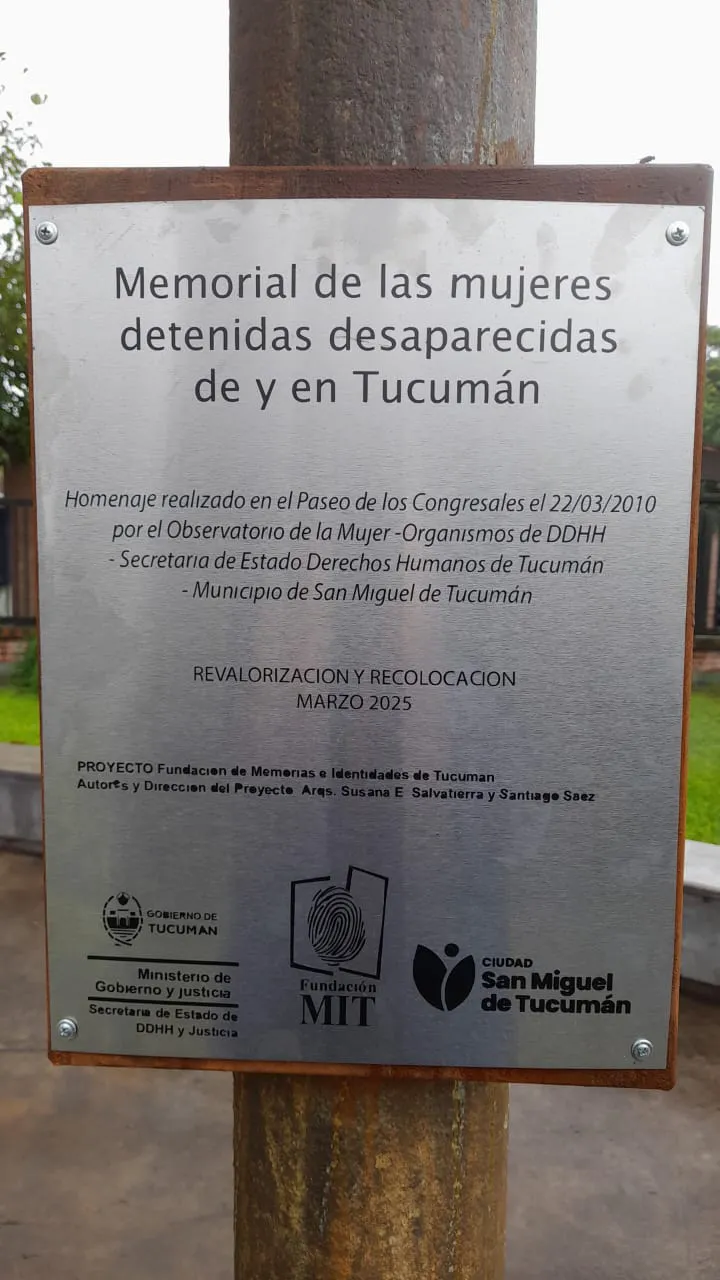 Memorial de las mujeres
detenidas desaparecidas
de y en Tucumán
Homenaje realizado en el Paseo de los Congresales el 22/03/2010
por el Observatorio de la Mujer -Organismos de DDHH
- Secretaria de Estado Derechos Humanos de Tucumán
- Municipio de San Miguel de Tucumán
REVALORIZACION Y RECOLOCACION
MARZO 2025
PROYECTO Fundacion de Memorias e Identidades de Tucuman
Autores y Direccion del Proyecto Arqs. Susana E Salvatierra y Santiago Saez
GOBIERNO DE
TUCUMAN
Ministerio de
Gobierno y justicia
Secretaria de Estado de
DDHH y Justicia
Fundación
MIT
CIUDAD
San Miguel
de Tucumán